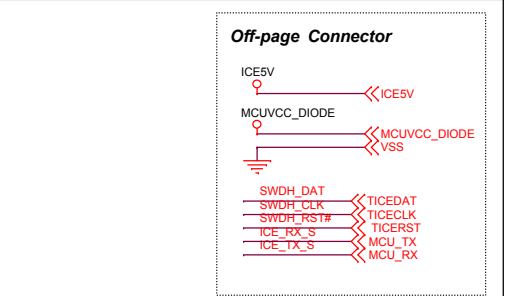 Off-page Connector
ICE5V
ICE5V
MCUVCC_DIODE
MCUVCC_DIODE
VSS
SWDH_DAT TICEDAT
SWDH_CLK TICECLK
SWDH_RST# TICERST
ICE_RX_S MCU_TX
ICE_TX_S MCU_RX